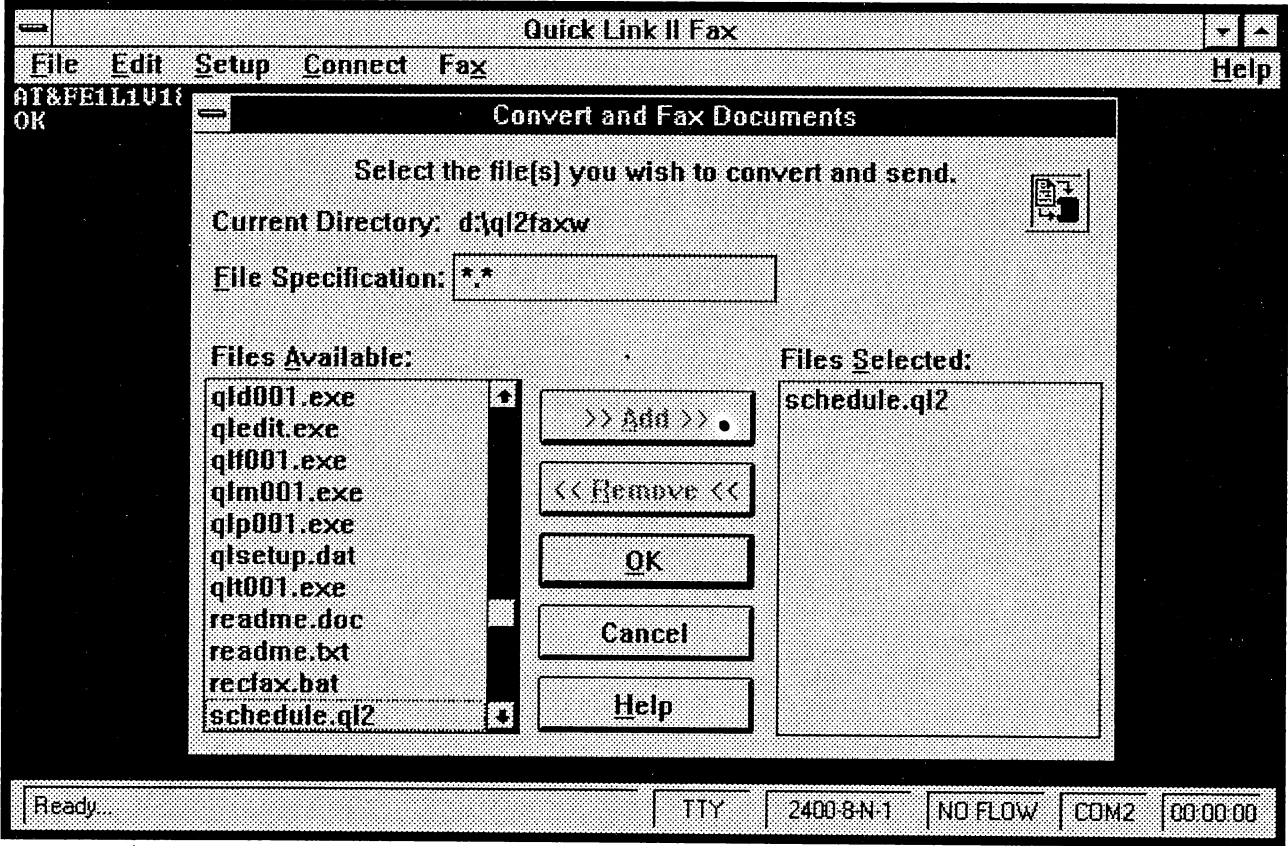 Quick Link II Fax
File Edit Setup Connect Fax Help
AT&FE1L1V1
OK
Convert and Fax Documents
Select the file(s) you wish to convert and send.
Current Directory: d:\ql2faxw
File Specification: *.*
Files Available:
Files Selected:
qld001.exe
qledit.exe
qlf001.exe
qlm001.exe
qlp001.exe
qlsetup.dat
qlt001.exe
readme.doc
readme.txt
recfax.bat
schedule.ql2
>> Add >>
<< Remove <<
OK
Cancel
Help
schedule.ql2
Ready... TTY 2400-8-N-1 NO FLOW COM2 00:00:00